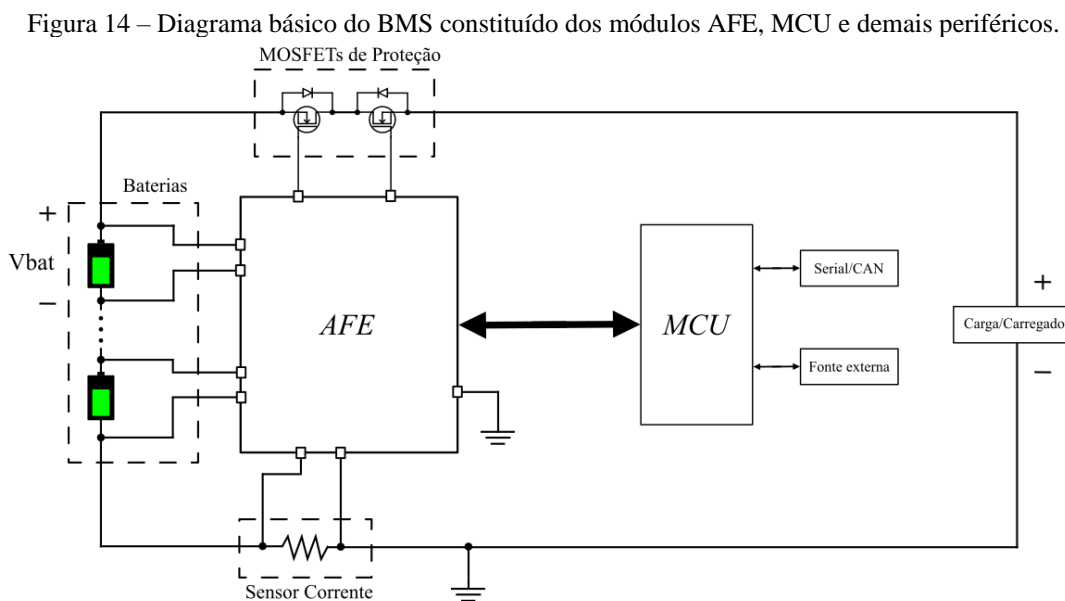 Figura 14 – Diagrama básico do BMS constituído dos módulos AFE, MCU e demais periféricos.
MOSFETs de Proteção
Baterias
+
Vbat
−
AFE
MCU
Serial/CAN
Fonte externa
+
Carga/Carregado
−
Sensor Corrente